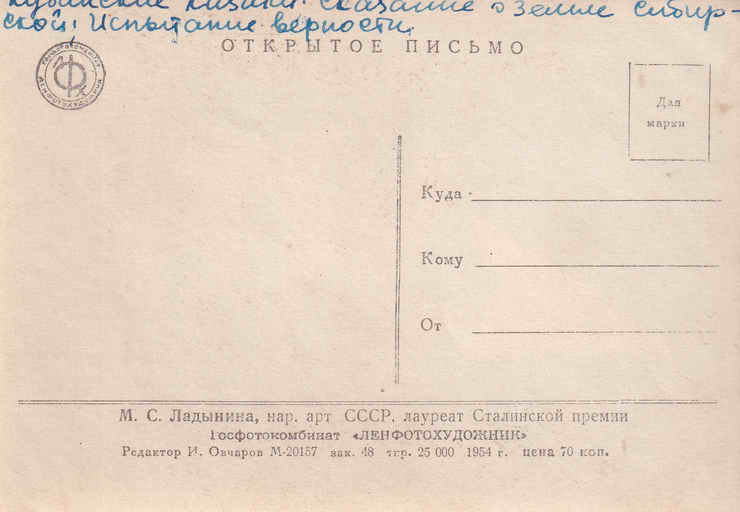 Кубанские казаки. Сказание о Земле Сибир-
ской. Испытание верности.
ОТКРЫТОЕ ПИСЬМО
Для
марки
Куда
Кому
От
М. С. Ладынина, нар. арт СССР, лауреат Сталинской премии
Госфотокомбинат «ЛЕНФОТОХУДОЖНИК»
Редактор И. Овчаров М-20157 зак. 48 тир. 25 000 1954 г. цена 70 коп.